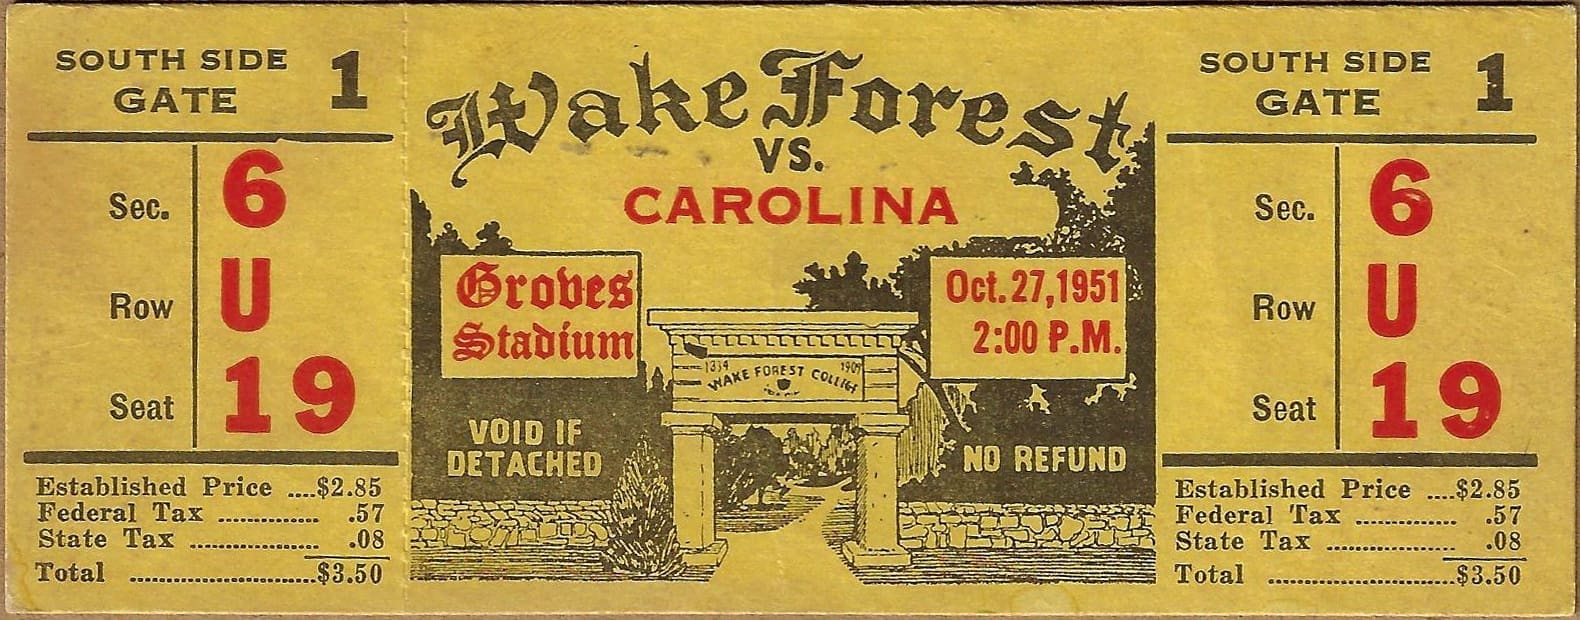 SOUTH SIDE
GATE 1
Sec. 6
Row U
Seat 19
Established Price ....$2.85
Federal Tax .............. .57
State Tax .................. .08
Total ........................$3.50
Wake Forest
VS.
CAROLINA
Groves
Stadium
Oct. 27, 1951
2:00 P.M.
1834 1909
WAKE FOREST COLLEGE
VOID IF
DETACHED
NO REFUND
SOUTH SIDE
GATE 1
Sec. 6
Row U
Seat 19
Established Price ....$2.85
Federal Tax .............. .57
State Tax .................. .08
Total ........................$3.50